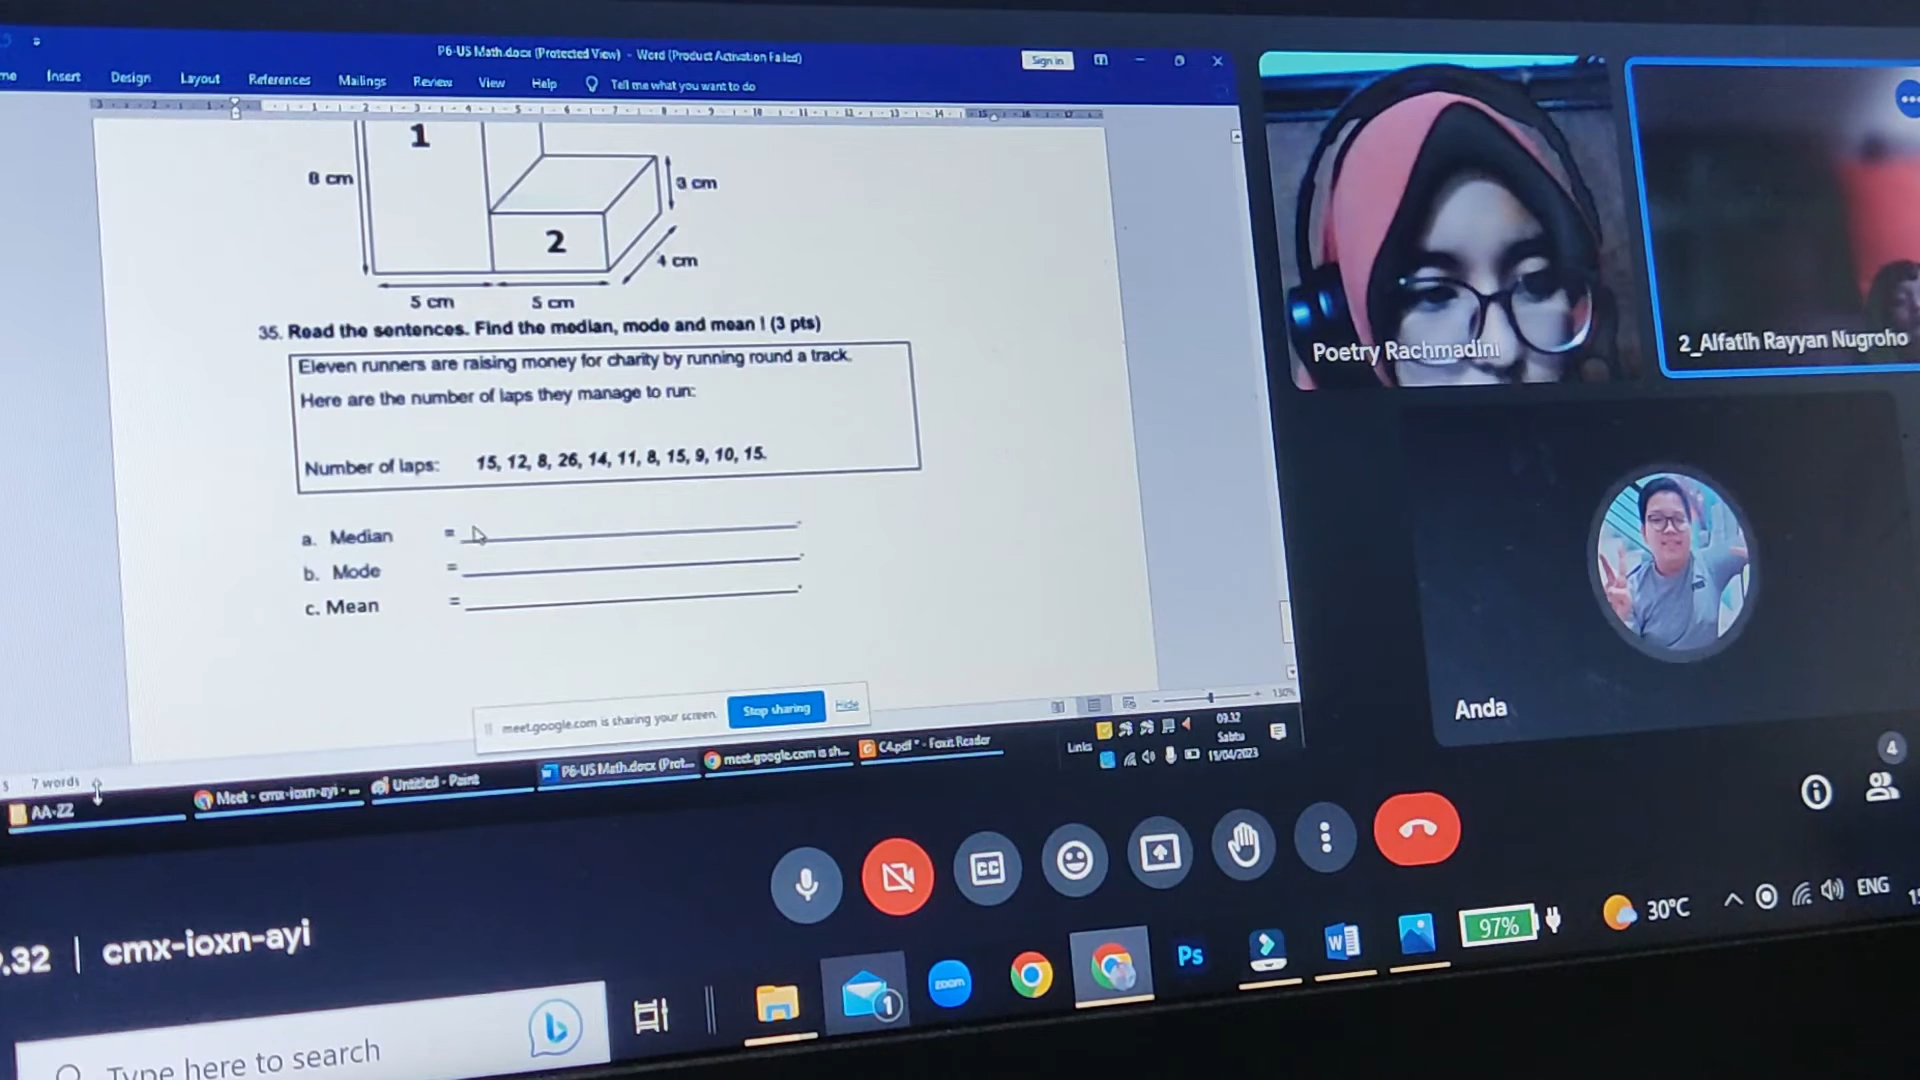 P6-US Math.docx (Protected View) - Word (Product Activation Failed)
Sign in
Insert Design Layout References Mailings Review View Help Tell me what you want to do
1
8 cm
3 cm
2
4 cm
5 cm 5 cm
35. Read the sentences. Find the median, mode and mean ! (3 pts)
Eleven runners are raising money for charity by running round a track.
Here are the number of laps they manage to run:
Number of laps: 15, 12, 8, 26, 14, 11, 8, 15, 9, 10, 15.
a. Median =
b. Mode =
c. Mean =
meet.google.com is sharing your screen. Stop sharing Hide
130%
7 words
AA-ZZ
Meet - cmx-ioxn-ayi - ...
Untitled - Paint
P6-US Math.docx (Prot...
meet.google.com is sh...
C4.pdf * - Foxit Reader
Links
09.32
Sabtu
15/04/2023
Poetry Rachmadini
2_Alfatih Rayyan Nugroho
Anda
4
.32 | cmx-ioxn-ayi
CC
Type here to search
1
zoom
Ps
W
97%
30°C
ENG